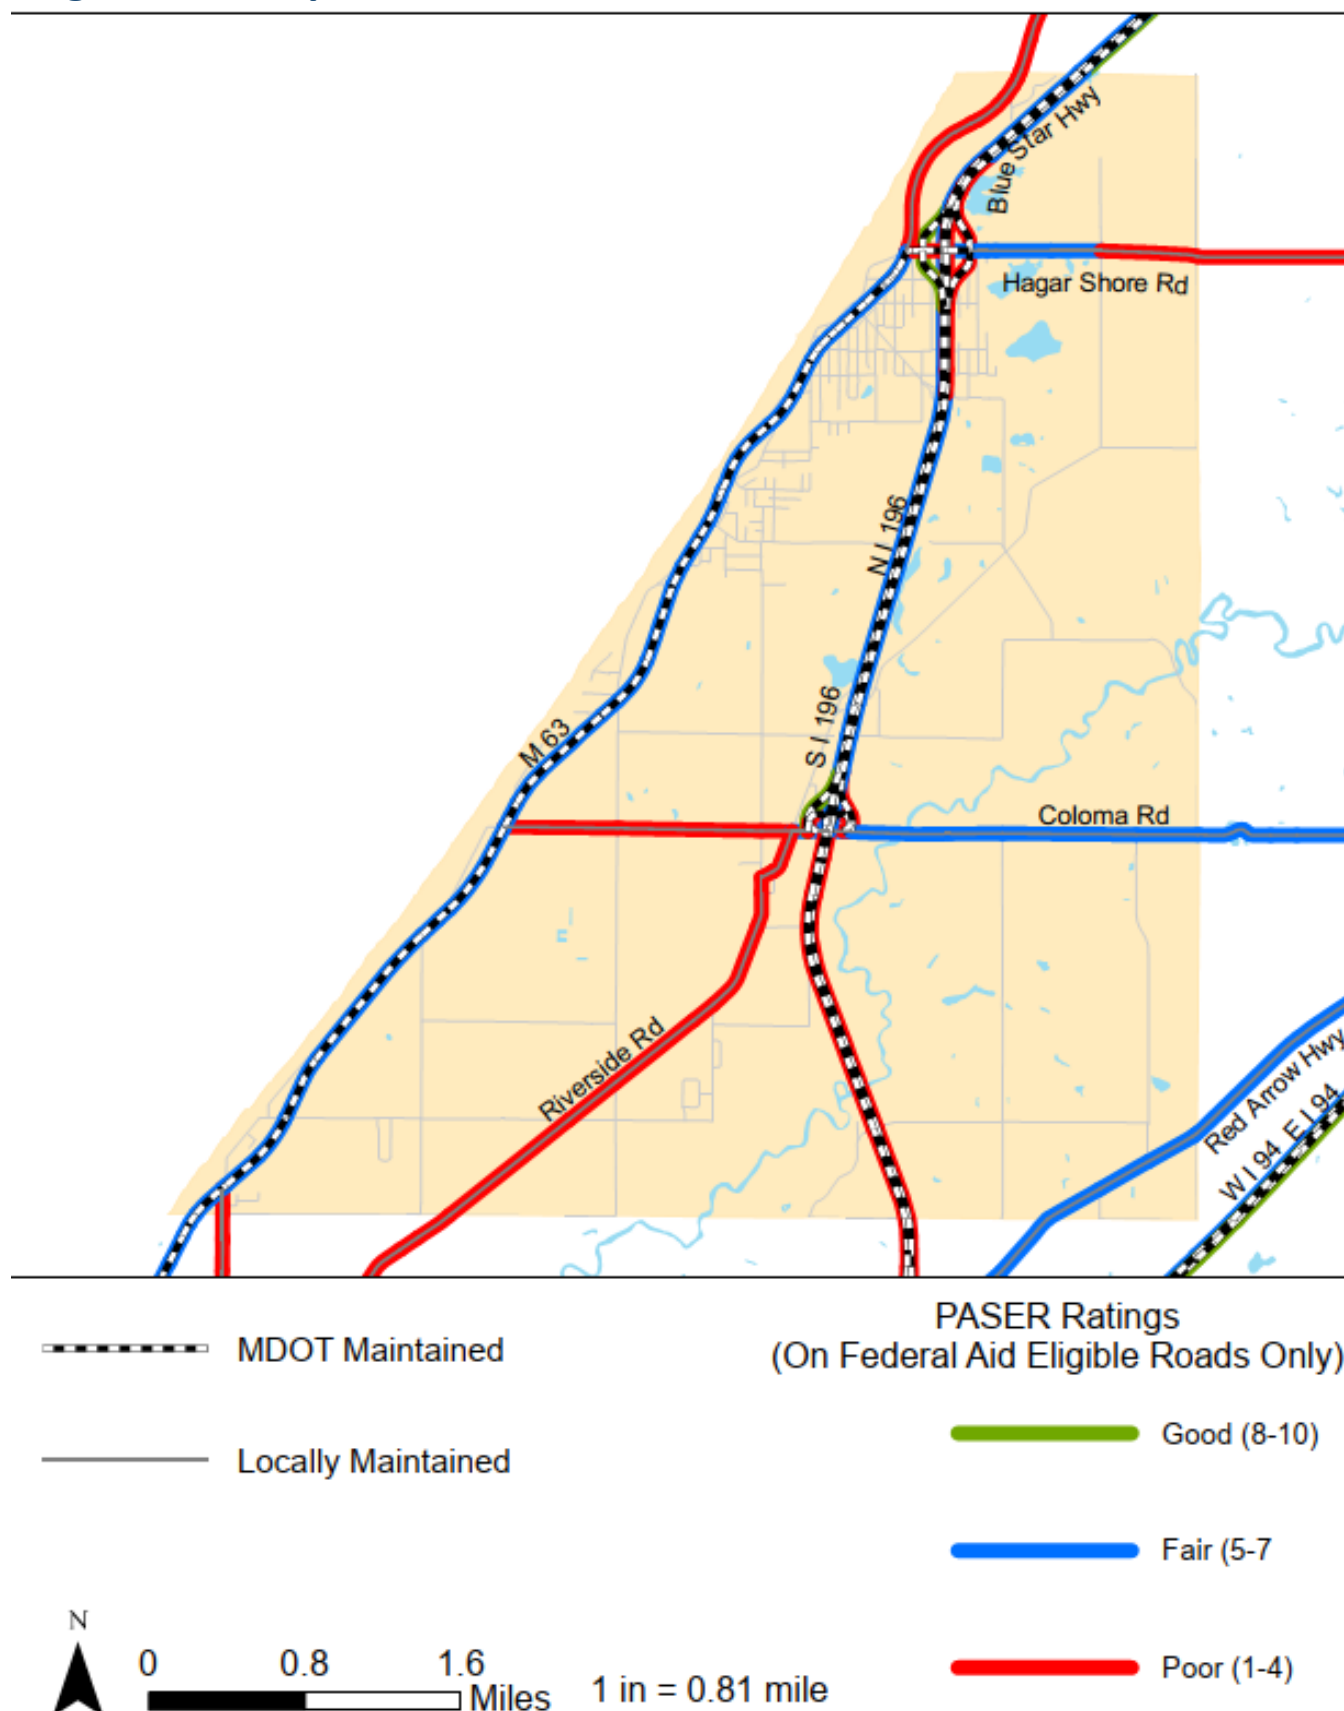 Blue Star Hwy
Hagar Shore Rd
N I 196
S I 196
M 63
Coloma Rd
Riverside Rd
Red Arrow Hwy
W I 94 E I 94
MDOT Maintained
Locally Maintained
PASER Ratings
(On Federal Aid Eligible Roads Only)
Good (8-10)
Fair (5-7
Poor (1-4)
N
0 0.8 1.6
Miles
1 in = 0.81 mile